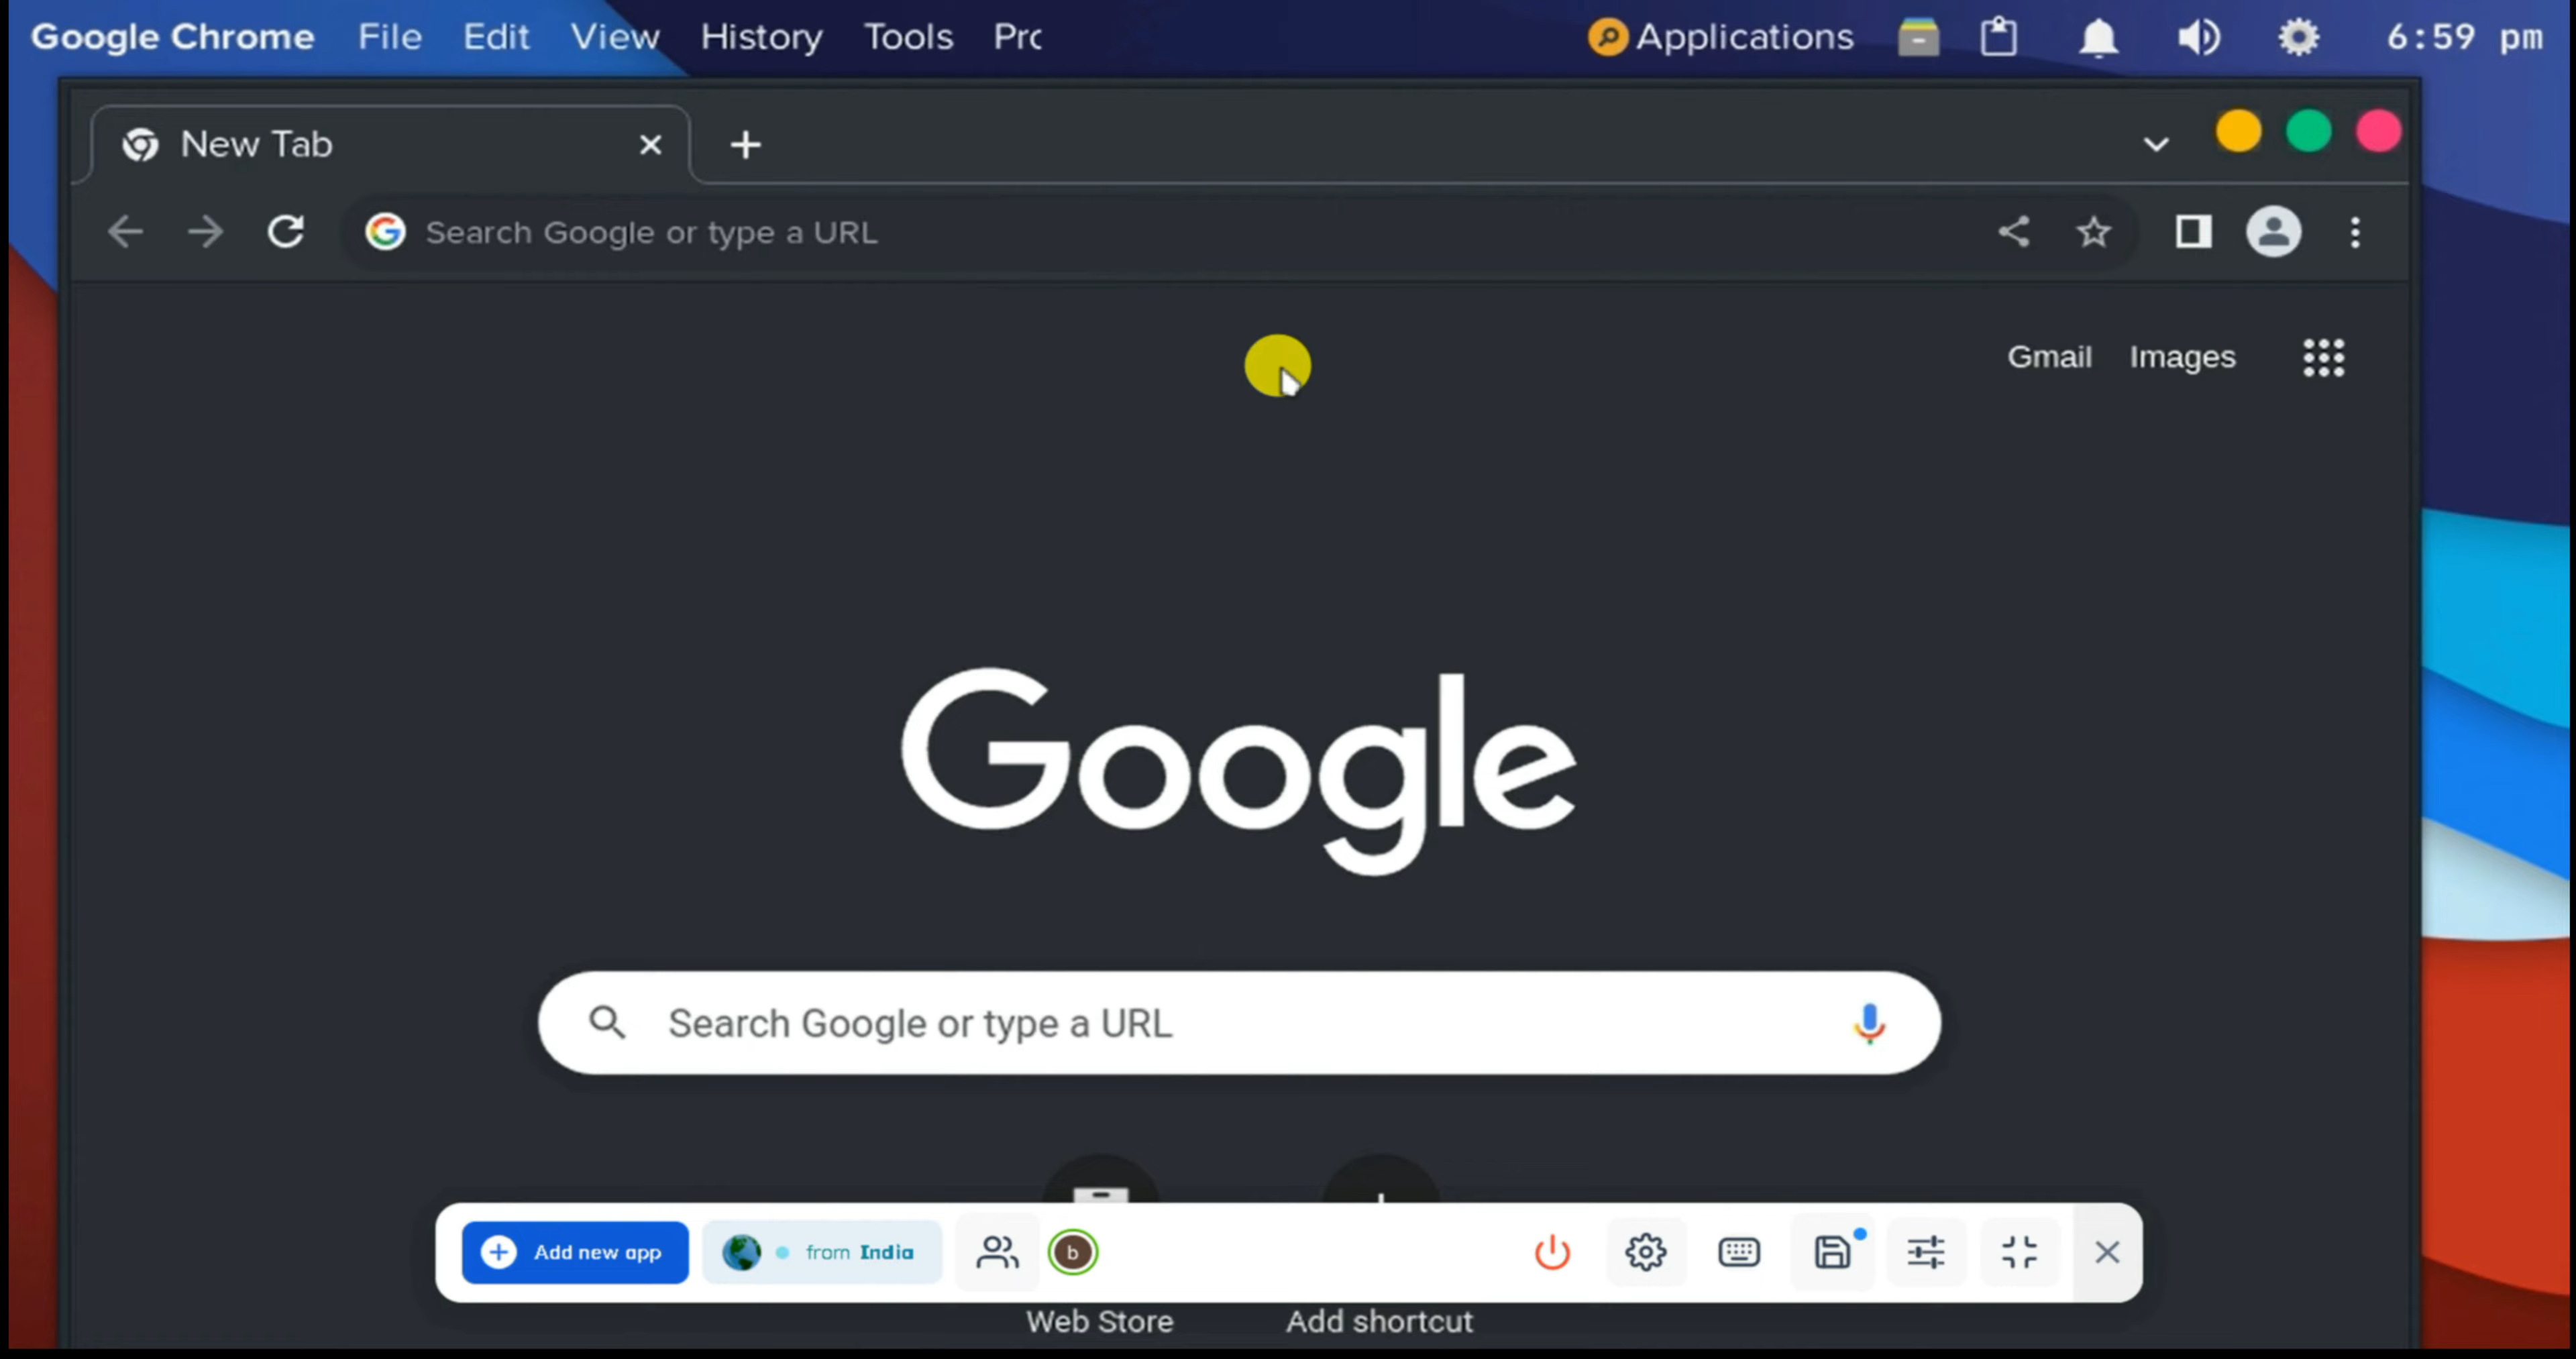 Google Chrome File Edit View History Tools Prc
Applications 6:59 pm
New Tab
Search Google or type a URL
Gmail Images
Google
Search Google or type a URL
Add new app from India b
Web Store Add shortcut